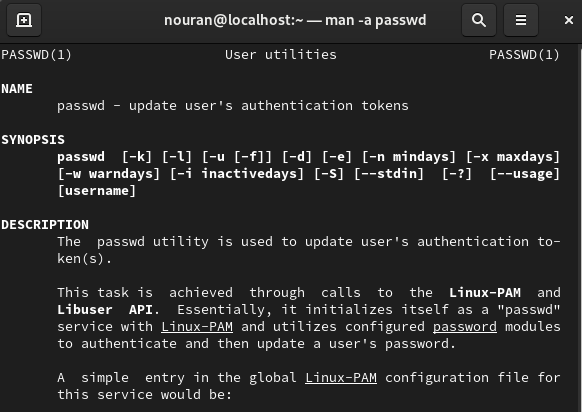 nouran@localhost:~ — man -a passwd
PASSWD(1) User utilities PASSWD(1)
NAME
passwd - update user's authentication tokens
SYNOPSIS
passwd [-k] [-l] [-u [-f]] [-d] [-e] [-n mindays] [-x maxdays]
[-w warndays] [-i inactivedays] [-S] [--stdin] [-?] [--usage]
[username]
DESCRIPTION
The passwd utility is used to update user's authentication to-
ken(s).
This task is achieved through calls to the Linux-PAM and
Libuser API. Essentially, it initializes itself as a "passwd"
service with Linux-PAM and utilizes configured password modules
to authenticate and then update a user's password.
A simple entry in the global Linux-PAM configuration file for
this service would be: